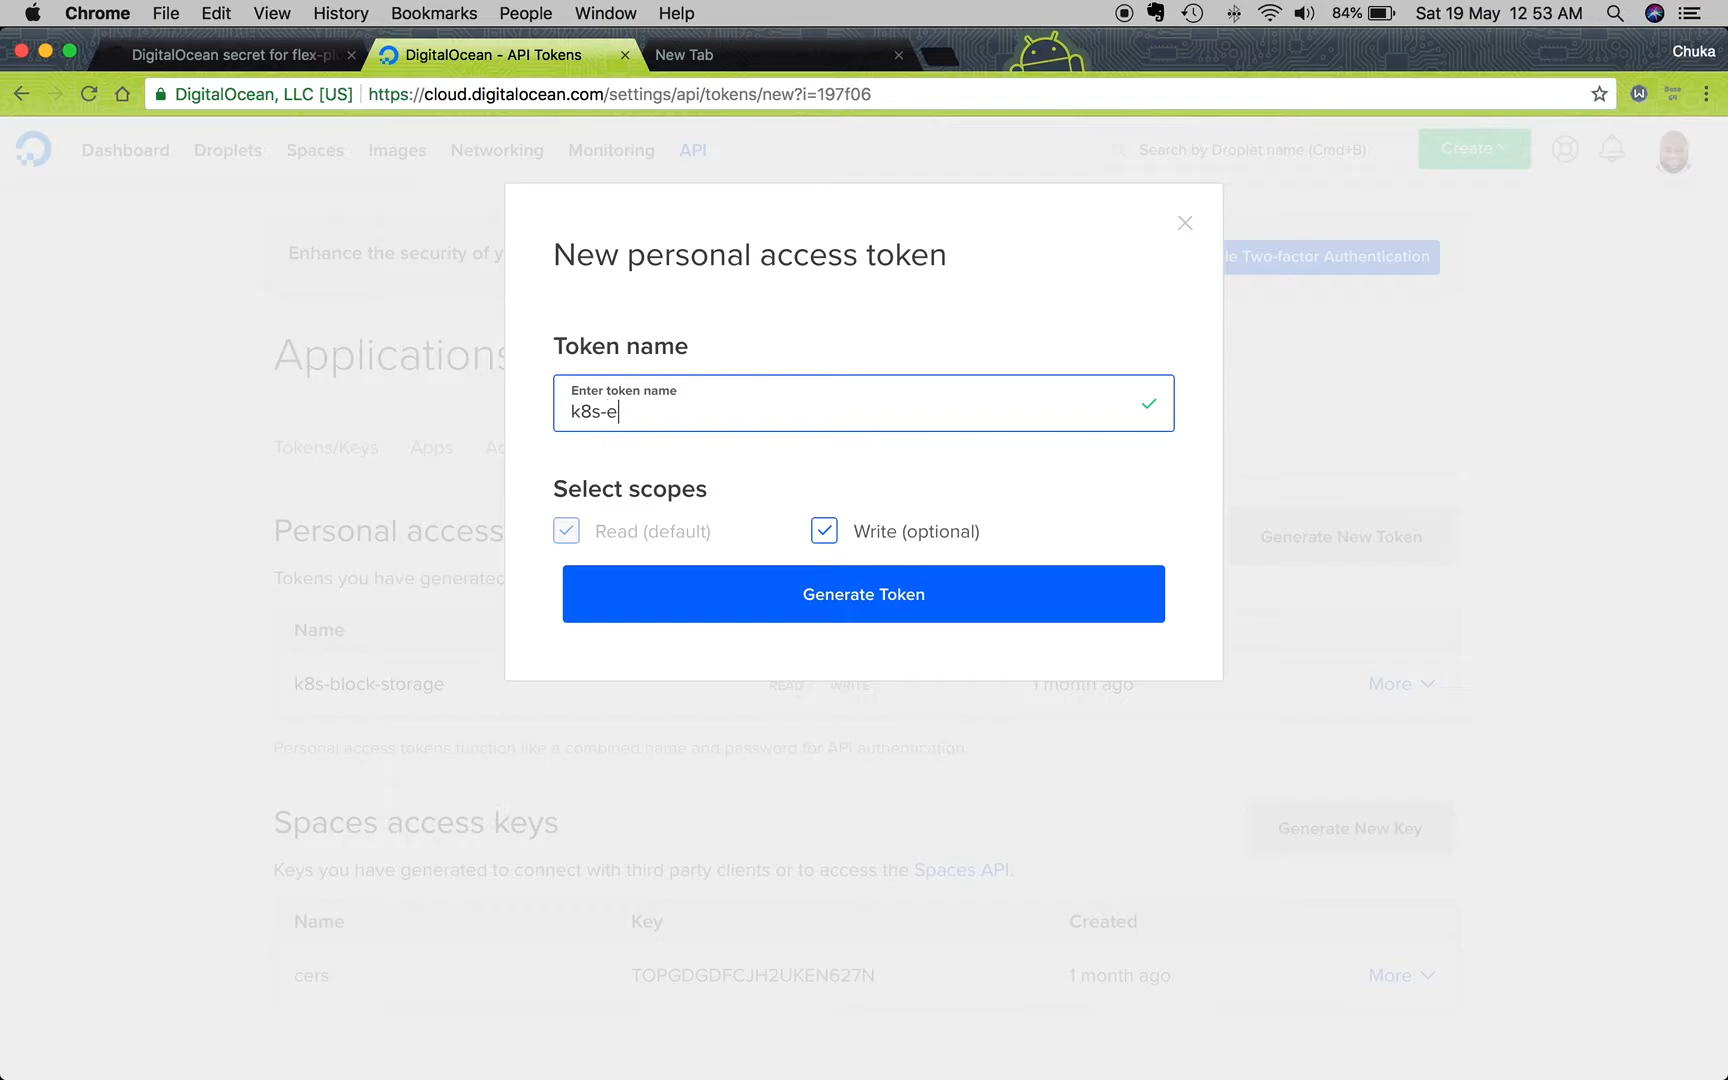 Chrome File Edit View History Bookmarks People Window Help 84% Sat 19 May 12 53 AM
DigitalOcean secret for flex-pl DigitalOcean - API Tokens New Tab Chuka
DigitalOcean, LLC [US] https://cloud.digitalocean.com/settings/api/tokens/new?i=197f06
Dashboard Droplets Spaces Images Networking Monitoring API Search by Droplet name (Cmd+B) Create
New personal access token
Enhance the security of y le Two-factor Authentication
Token name
Applications
Enter token name
k8s-e
Tokens/Keys Apps
Select scopes
Personal access Read (default) Write (optional) Generate New Token
Tokens you have generated Generate Token
Name
k8s-block-storage READ WRITE 1 month ago More
Personal access tokens function like a combined name and password for API authentication.
Spaces access keys Generate New Key
Keys you have generated to connect with third party clients or to access the Spaces API.
Name Key Created
cers TOPGDGDFCJH2UKEN627N 1 month ago More